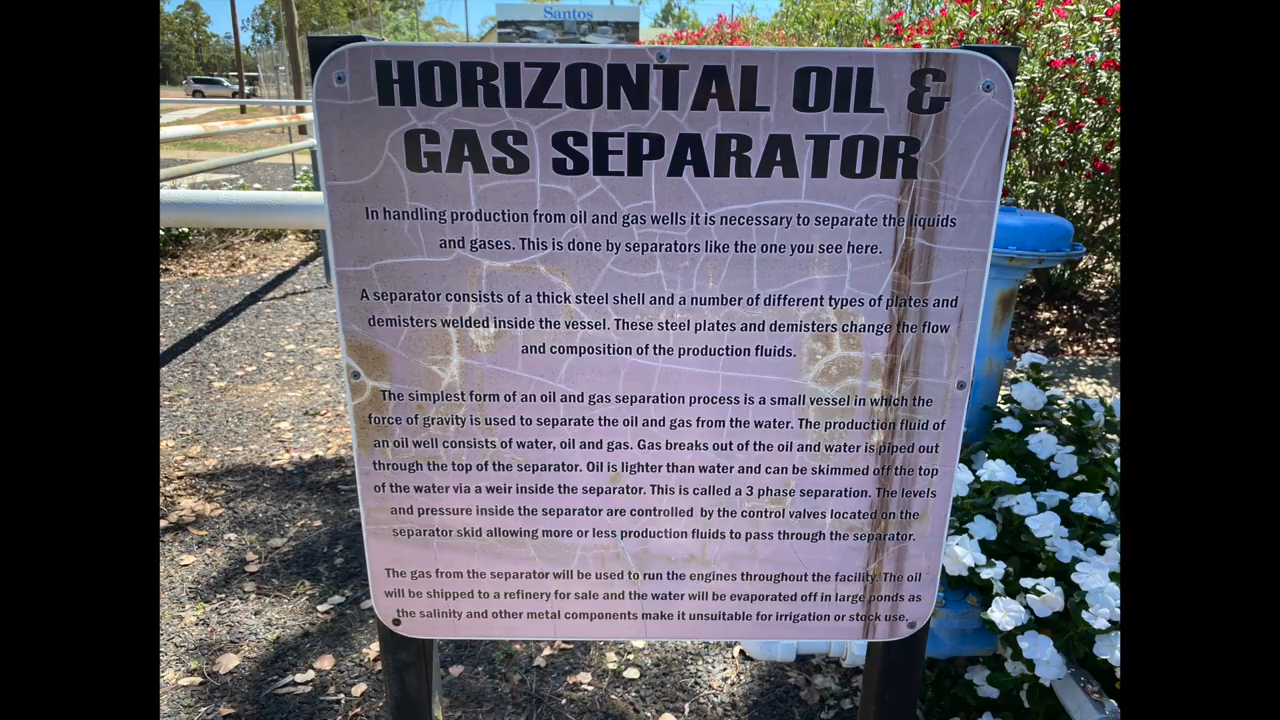 Santos
HORIZONTAL OIL &
GAS SEPARATOR
In handling production from oil and gas wells it is necessary to separate the liquids
and gases. This is done by separators like the one you see here.
A separator consists of a thick steel shell and a number of different types of plates and
demisters welded inside the vessel. These steel plates and demisters change the flow
and composition of the production fluids.
The simplest form of an oil and gas separation process is a small vessel in which the
force of gravity is used to separate the oil and gas from the water. The production fluid of
an oil well consists of water, oil and gas. Gas breaks out of the oil and water is piped out
through the top of the separator. Oil is lighter than water and can be skimmed off the top
of the water via a weir inside the separator. This is called a 3 phase separation. The levels
and pressure inside the separator are controlled by the control valves located on the
separator skid allowing more or less production fluids to pass through the separator.
The gas from the separator will be used to run the engines throughout the facility. The oil
will be shipped to a refinery for sale and the water will be evaporated off in large ponds as
the salinity and other metal components make it unsuitable for irrigation or stock use.